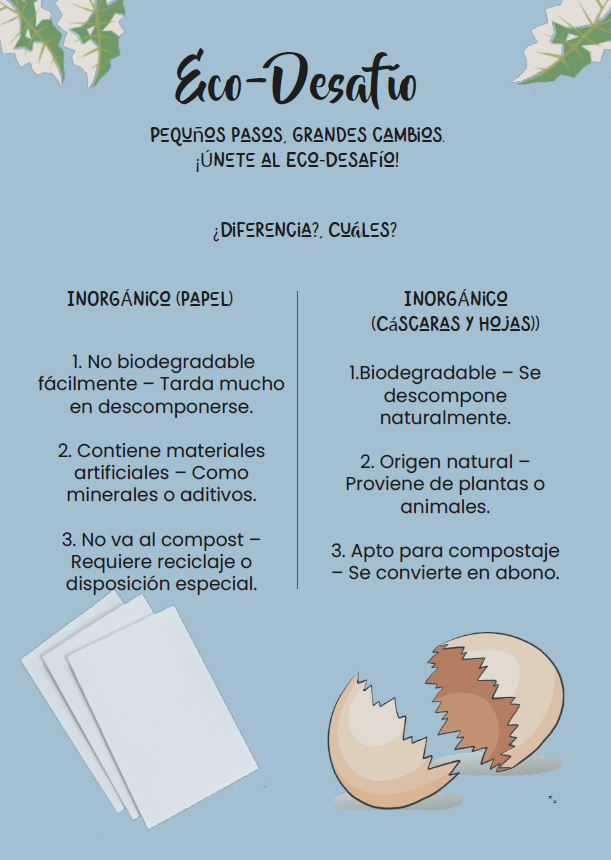 Eco-Desafío
PEQUÑOS PASOS, GRANDES CAMBIOS.
¡ÚNETE AL ECO-DESAFÍO!
¿DIFERENCIA?, CUáLES?
INORGÁNICO (PAPEL)
1. No biodegradable
fácilmente – Tarda mucho
en descomponerse.
2. Contiene materiales
artificiales – Como
minerales o aditivos.
3. No va al compost –
Requiere reciclaje o
disposición especial.
INORGÁNICO
(CáSCARAS Y HOJAS))
1.Biodegradable – Se
descompone
naturalmente.
2. Origen natural –
Proviene de plantas o
animales.
3. Apto para compostaje
– Se convierte en abono.